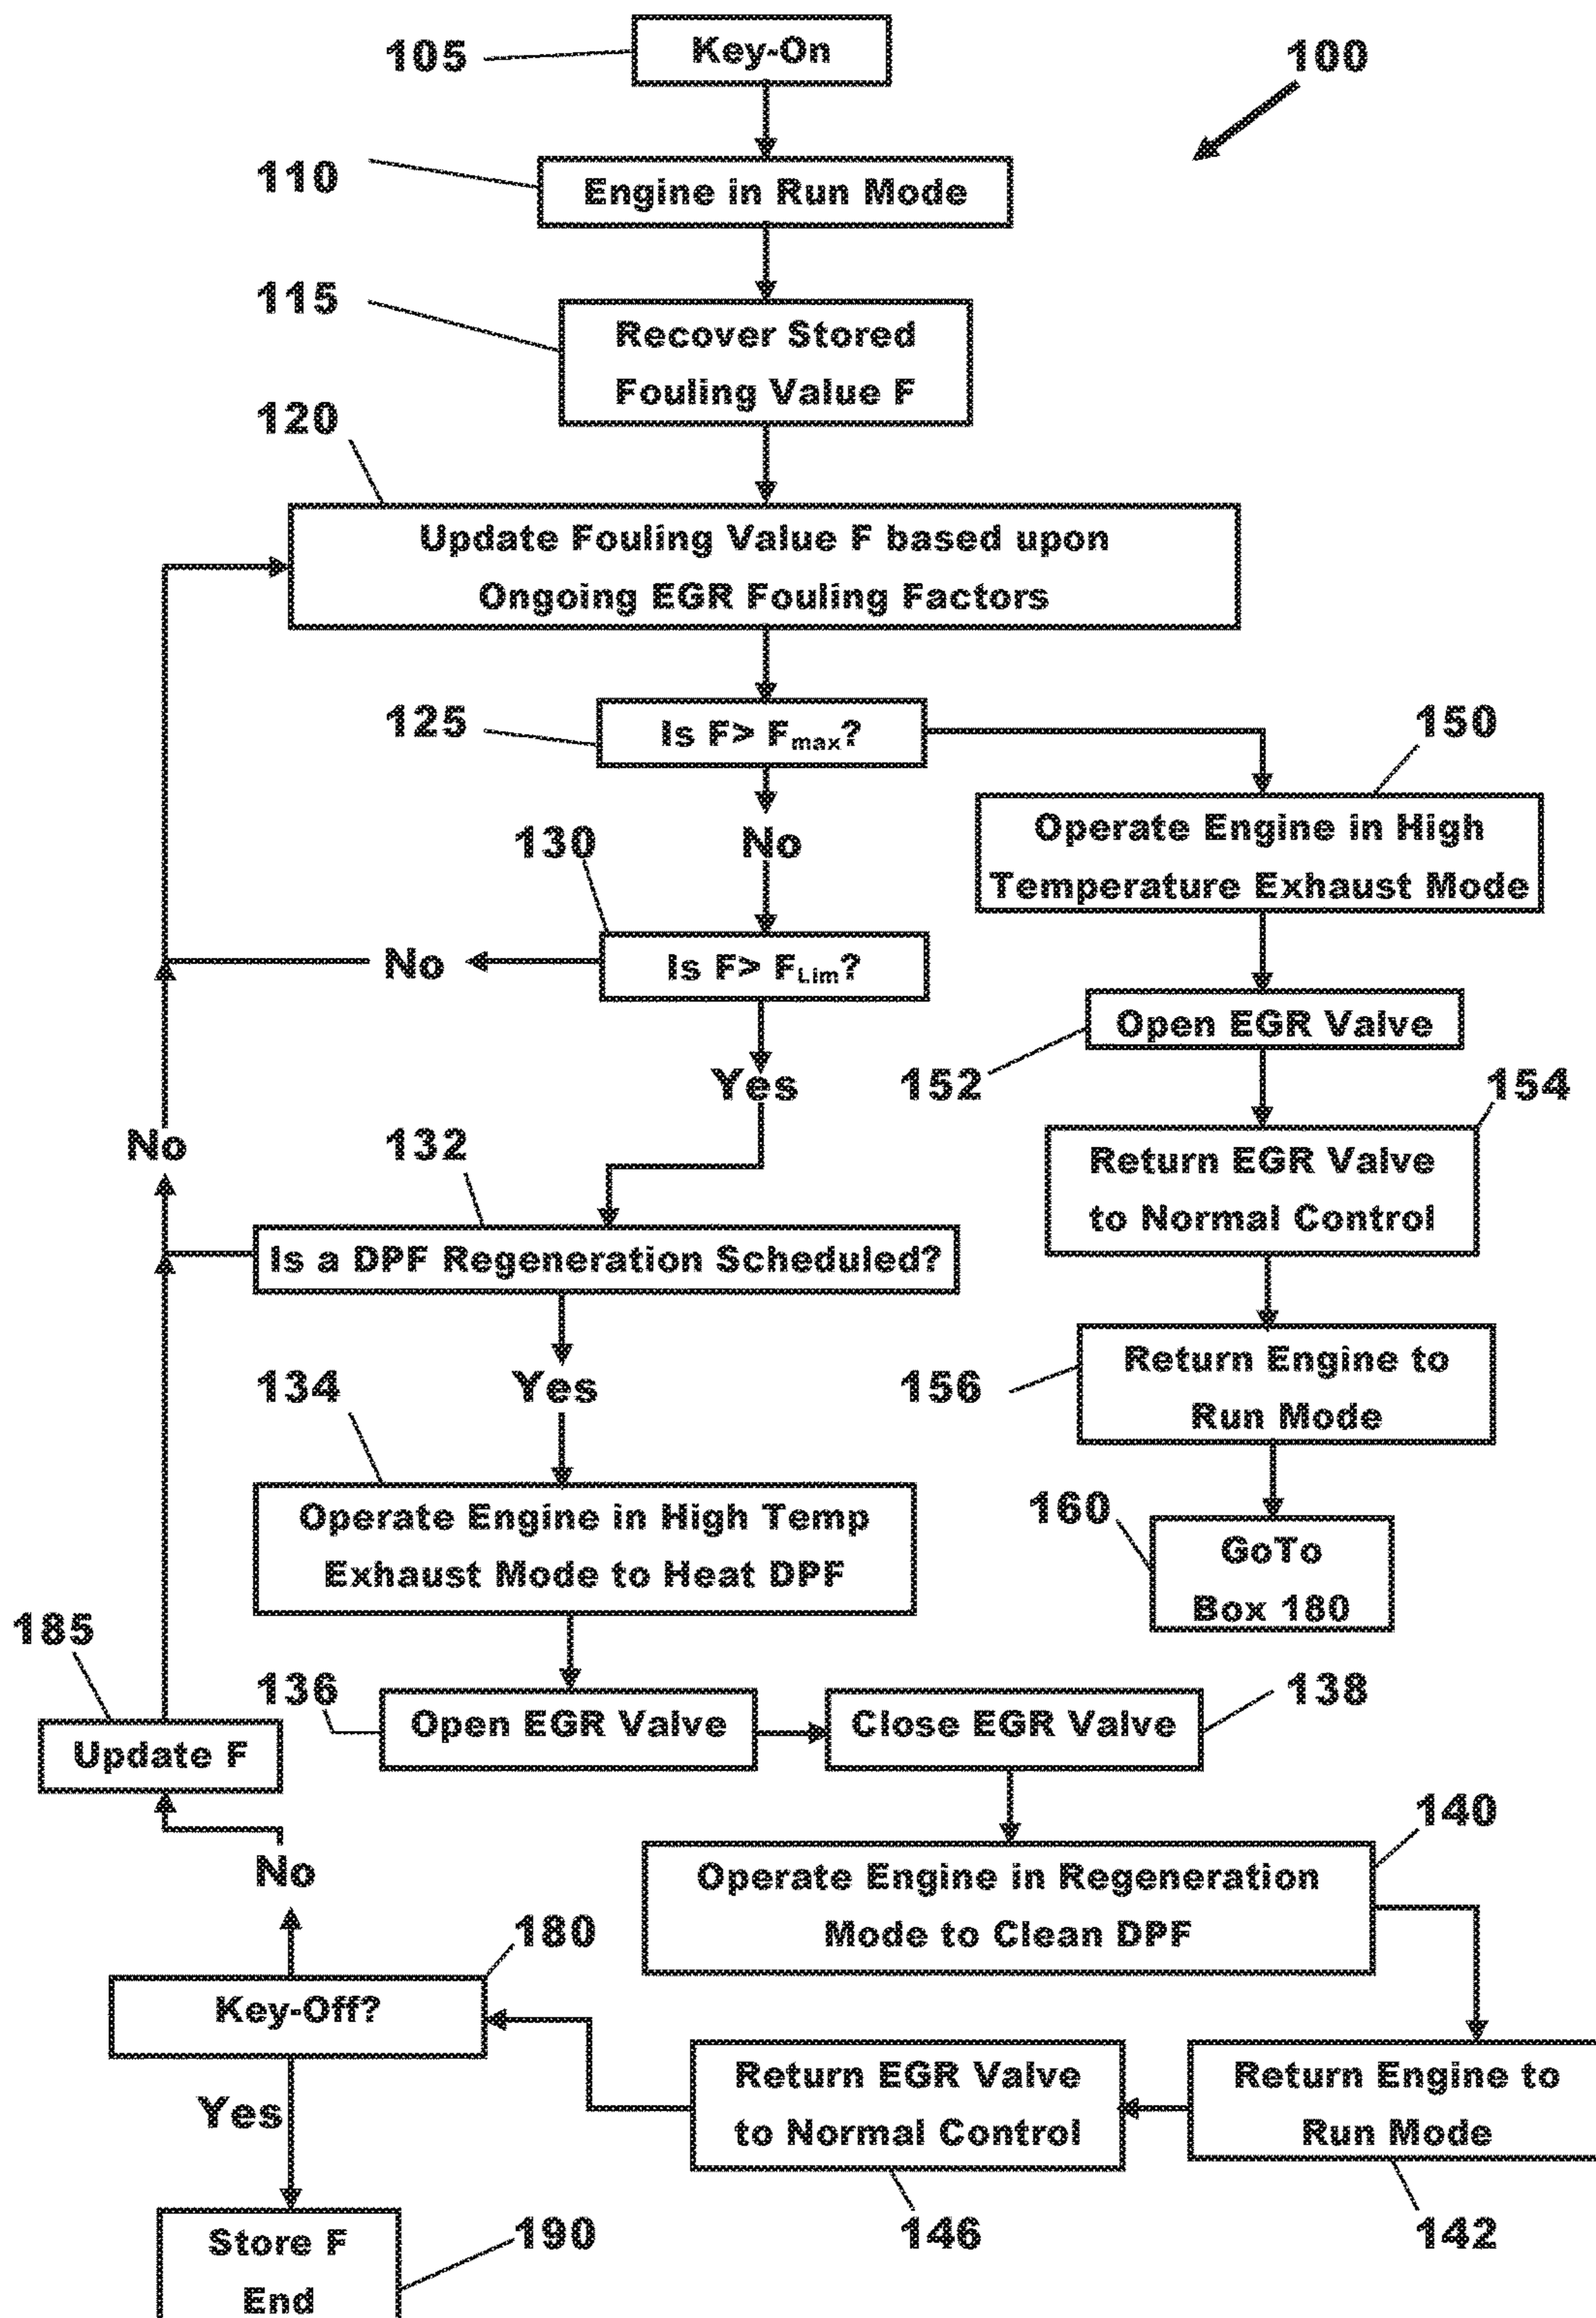 105
Key-On
100
110
Engine in Run Mode
115
Recover Stored
Fouling Value F
120
Update Fouling Value F based upon
Ongoing EGR Fouling Factors
125
Is F> Fmax?
150
Operate Engine in High
Temperature Exhaust Mode
130
No
No
Is F> FLim?
Open EGR Valve
Yes
152
154
No
132
Return EGR Valve
to Normal Control
Is a DPF Regeneration Scheduled?
134
Yes
156
Return Engine to
Run Mode
Operate Engine in High Temp
Exhaust Mode to Heat DPF
160
GoTo
Box 180
185
136
Open EGR Valve
Close EGR Valve
138
Update F
140
No
Operate Engine in Regeneration
Mode to Clean DPF
180
Key-Off?
Yes
Return EGR Valve
to Normal Control
Return Engine to
Run Mode
190
146
142
Store F
End